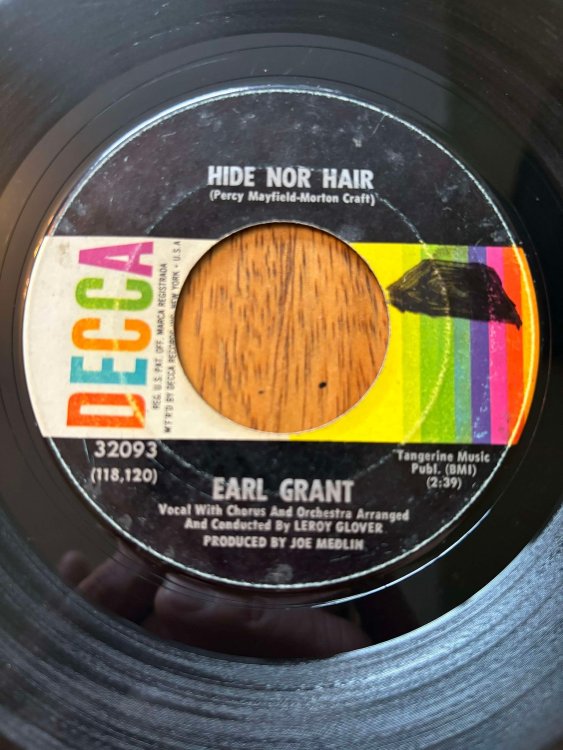 HIDE NOR HAIR
(Percy Mayfield-Morton Craft)
DECCA
REG. U.S. PAT. OFF. MARCA REGISTRADA
M'F'R'D BY DECCA RECORDS INC., NEW YORK • U.S.A
32093
(118,120)
Tangerine Music
Publ. (BMI)
(2:39)
EARL GRANT
Vocal With Chorus And Orchestra Arranged
And Conducted By LEROY GLOVER
PRODUCED BY JOE MEDLIN